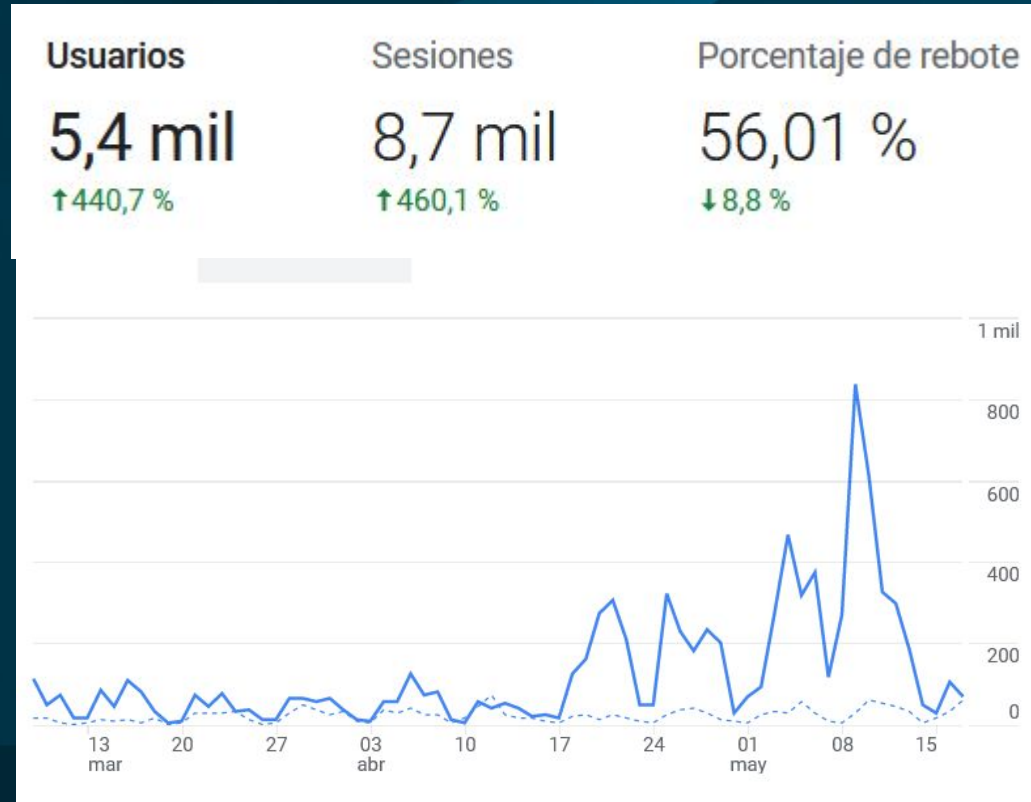 Usuarios Sesiones Porcentaje de rebote
5,4 mil 8,7 mil 56,01 %
↑440,7 % ↑460,1 % ↓8,8 %
1 mil
800
600
400
200
0
13 20 27 03 10 17 24 01 08 15
mar abr may